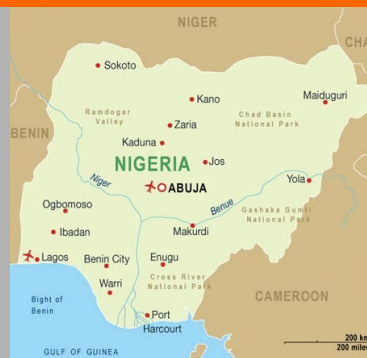 NIGER
CHA
Sokoto
Kano
Maiduguri
Ramdogar
Valley
Zaria
Chad Basin
National Park
BENIN
Kaduna
NIGERIA
Jos
Niger
ABUJA
Yola
Benue
Ogbomoso
Gashaka Gumti
National Park
Makurdi
Ibadan
Lagos
Benin City
Enugu
Cross River
National Park
Warri
CAMEROON
Bight of
Benin
Port
Harcourt
200 km
200 miles
GULF OF GUINEA